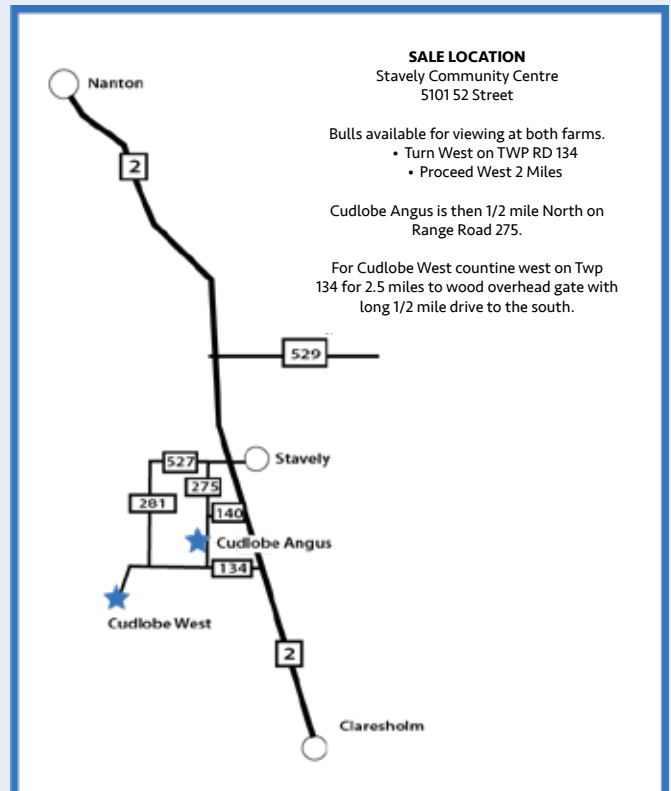 SALE LOCATION
Stavely Community Centre
5101 52 Street
Bulls available for viewing at both farms.
• Turn West on TWP RD 134
• Proceed West 2 Miles
Cudlobe Angus is then 1/2 mile North on
Range Road 275.
For Cudlobe West countine west on Twp
134 for 2.5 miles to wood overhead gate with
long 1/2 mile drive to the south.
Nanton
2
529
527
Stavely
275
281
140
Cudlobe Angus
134
Cudlobe West
2
Claresholm